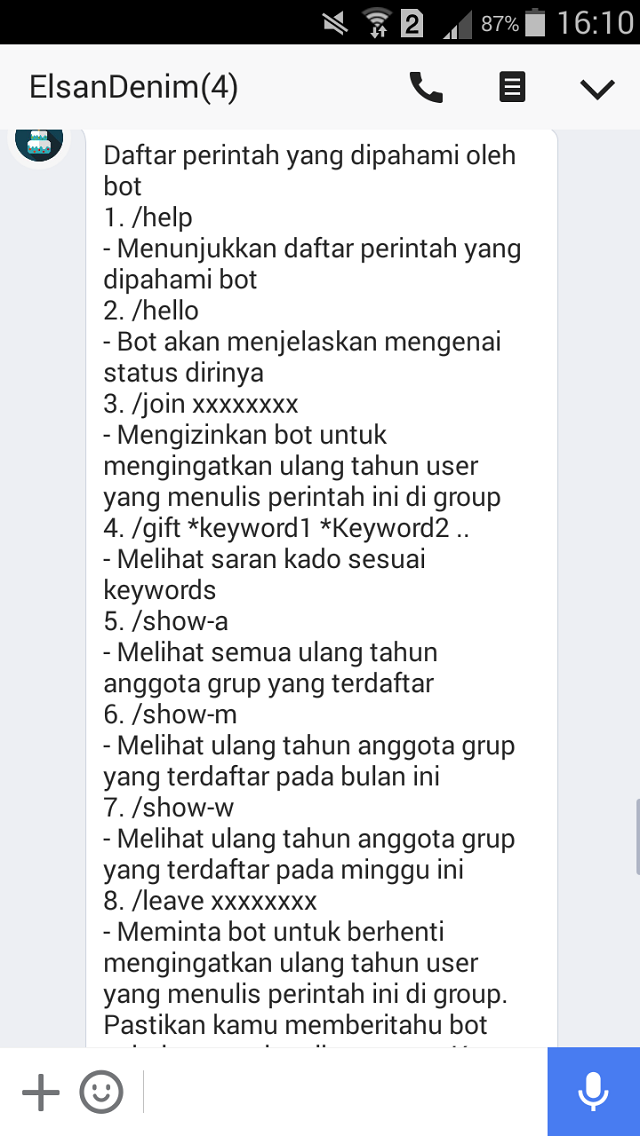 2
87%
16:10
ElsanDenim(4)
Daftar perintah yang dipahami oleh
bot
1. /help
- Menunjukkan daftar perintah yang
dipahami bot
2. /hello
- Bot akan menjelaskan mengenai
status dirinya
3. /join xxxxxxxx
- Mengizinkan bot untuk
mengingatkan ulang tahun user
yang menulis perintah ini di group
4. /gift *keyword1 *Keyword2 ..
- Melihat saran kado sesuai
keywords
5. /show-a
- Melihat semua ulang tahun
anggota grup yang terdaftar
6. /show-m
- Melihat ulang tahun anggota grup
yang terdaftar pada bulan ini
7. /show-w
- Melihat ulang tahun anggota grup
yang terdaftar pada minggu ini
8. /leave xxxxxxxx
- Meminta bot untuk berhenti
mengingatkan ulang tahun user
yang menulis perintah ini di group.
Pastikan kamu memberitahu bot